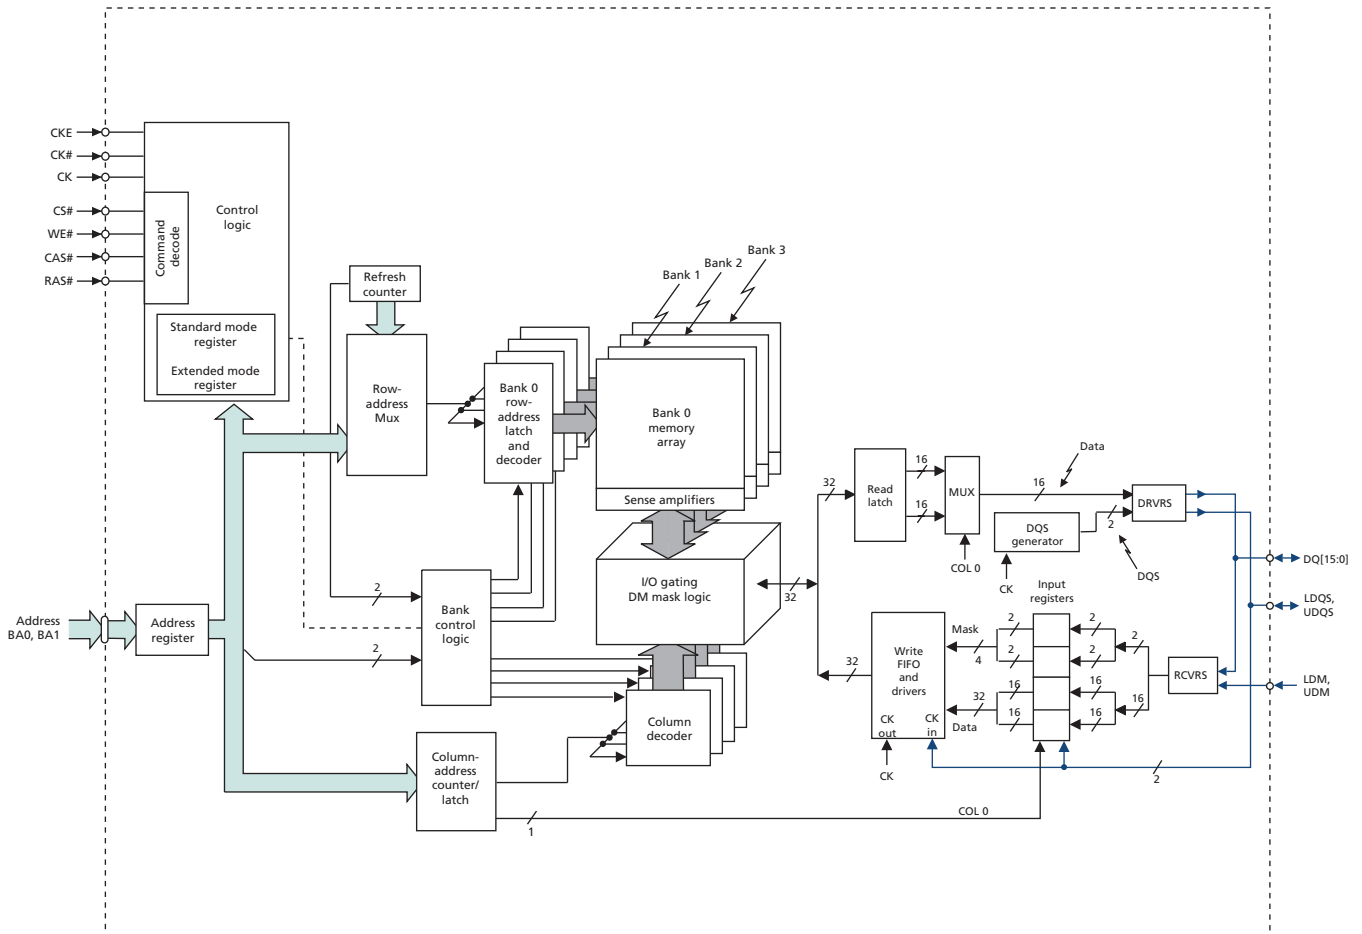 CKE
CK#
CK
CS#
WE#
CAS#
RAS#
Command
decode
Control
logic
Standard mode
register
Extended mode
register
Refresh
counter
Row-
address
Mux
Bank 0
row-
address
latch
and
decoder
Bank 1
Bank 2
Bank 3
Bank 0
memory
array
Sense amplifiers
I/O gating
DM mask logic
2
2
Bank
control
logic
Address
BA0, BA1
Address
register
Column-
address
counter/
latch
1
Column
decoder
32
32
Read
latch
16
16
MUX
COL 0
16
Data
DQS
generator
CK
2
DQS
DRVRS
DQ[15:0]
LDQS,
UDQS
LDM,
UDM
RCVRS
Input
registers
2
2
2
2
2
16
16
16
16
16
Mask
4
32
Data
Write
FIFO
and
drivers
CK
out
CK
in
CK
32
2
COL 0